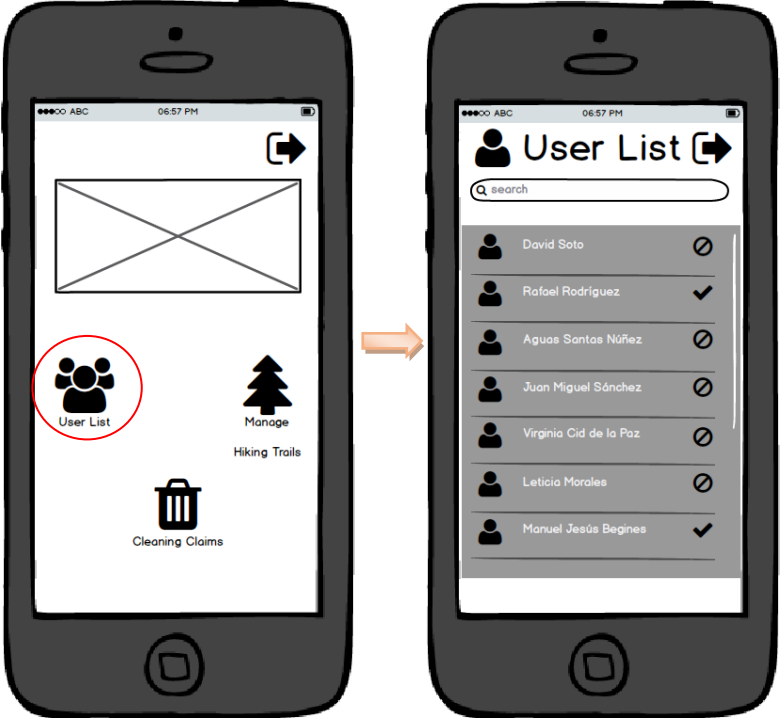 ABC 06:57 PM
User List
Manage
Hiking Trails
Cleaning Claims
ABC 06:57 PM
User List
search
David Soto
Rafael Rodríguez
Aguas Santas Núñez
Juan Miguel Sánchez
Virginia Cid de la Paz
Leticia Morales
Manuel Jesús Begines